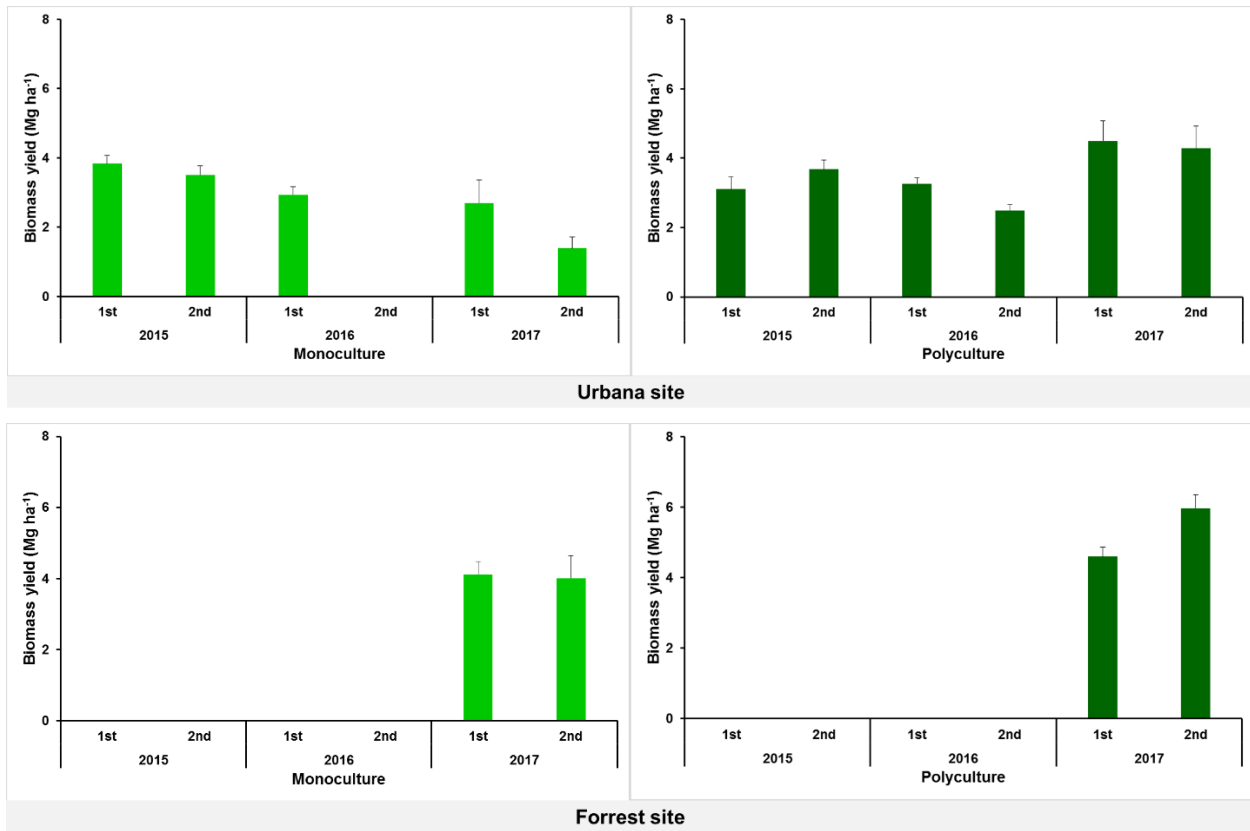 Biomass yield (Mg ha⁻¹)
8
6
4
2
0
1st 2nd 1st 2nd 1st 2nd
2015 2016 2017
Monoculture
Biomass yield (Mg ha⁻¹)
8
6
4
2
0
1st 2nd 1st 2nd 1st 2nd
2015 2016 2017
Polyculture
Urbana site
Biomass yield (Mg ha⁻¹)
8
6
4
2
0
1st 2nd 1st 2nd 1st 2nd
2015 2016 2017
Monoculture
Biomass yield (Mg ha⁻¹)
8
6
4
2
0
1st 2nd 1st 2nd 1st 2nd
2015 2016 2017
Polyculture
Forrest site